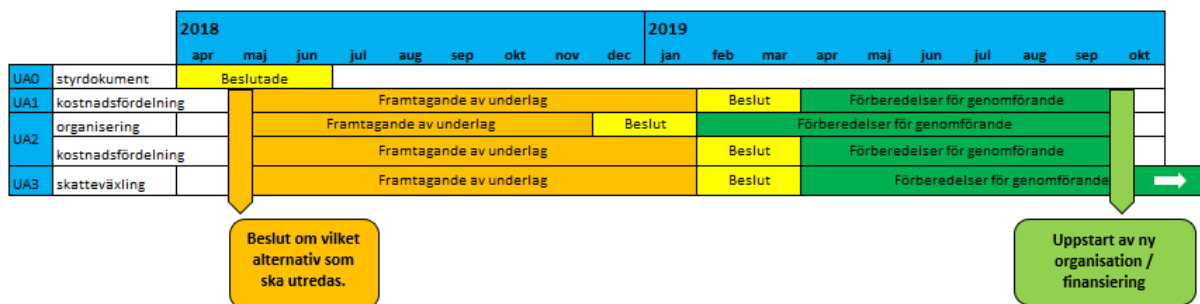 2018 2019
apr maj jun jul aug sep okt nov dec jan feb mar apr maj jun jul aug sep okt
UA0 styrdokument Beslutade
UA1 kostnadsfördelning Framtagande av underlag Beslut Förberedelser för genomförande
UA2 organisering Framtagande av underlag Beslut Förberedelser för genomförande
kostnadsfördelning Framtagande av underlag Beslut Förberedelser för genomförande
UA3 skatteväxling Framtagande av underlag Beslut Förberedelser för genomförande
Beslut om vilket
alternativ som
ska utredas.
Uppstart av ny
organisation /
finansiering